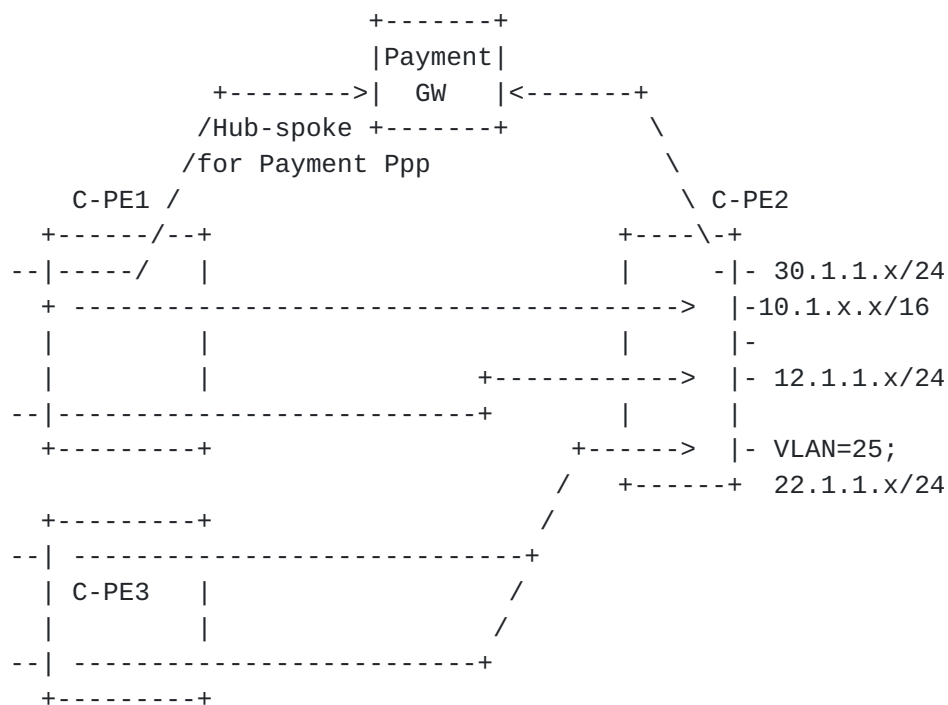 Payment
GW
/Hub-spoke
/for Payment Ppp
C-PE1 /
\ C-PE2
- 30.1.1.x/24
-10.1.x.x/16
- 12.1.1.x/24
- VLAN=25;
22.1.1.x/24
C-PE3